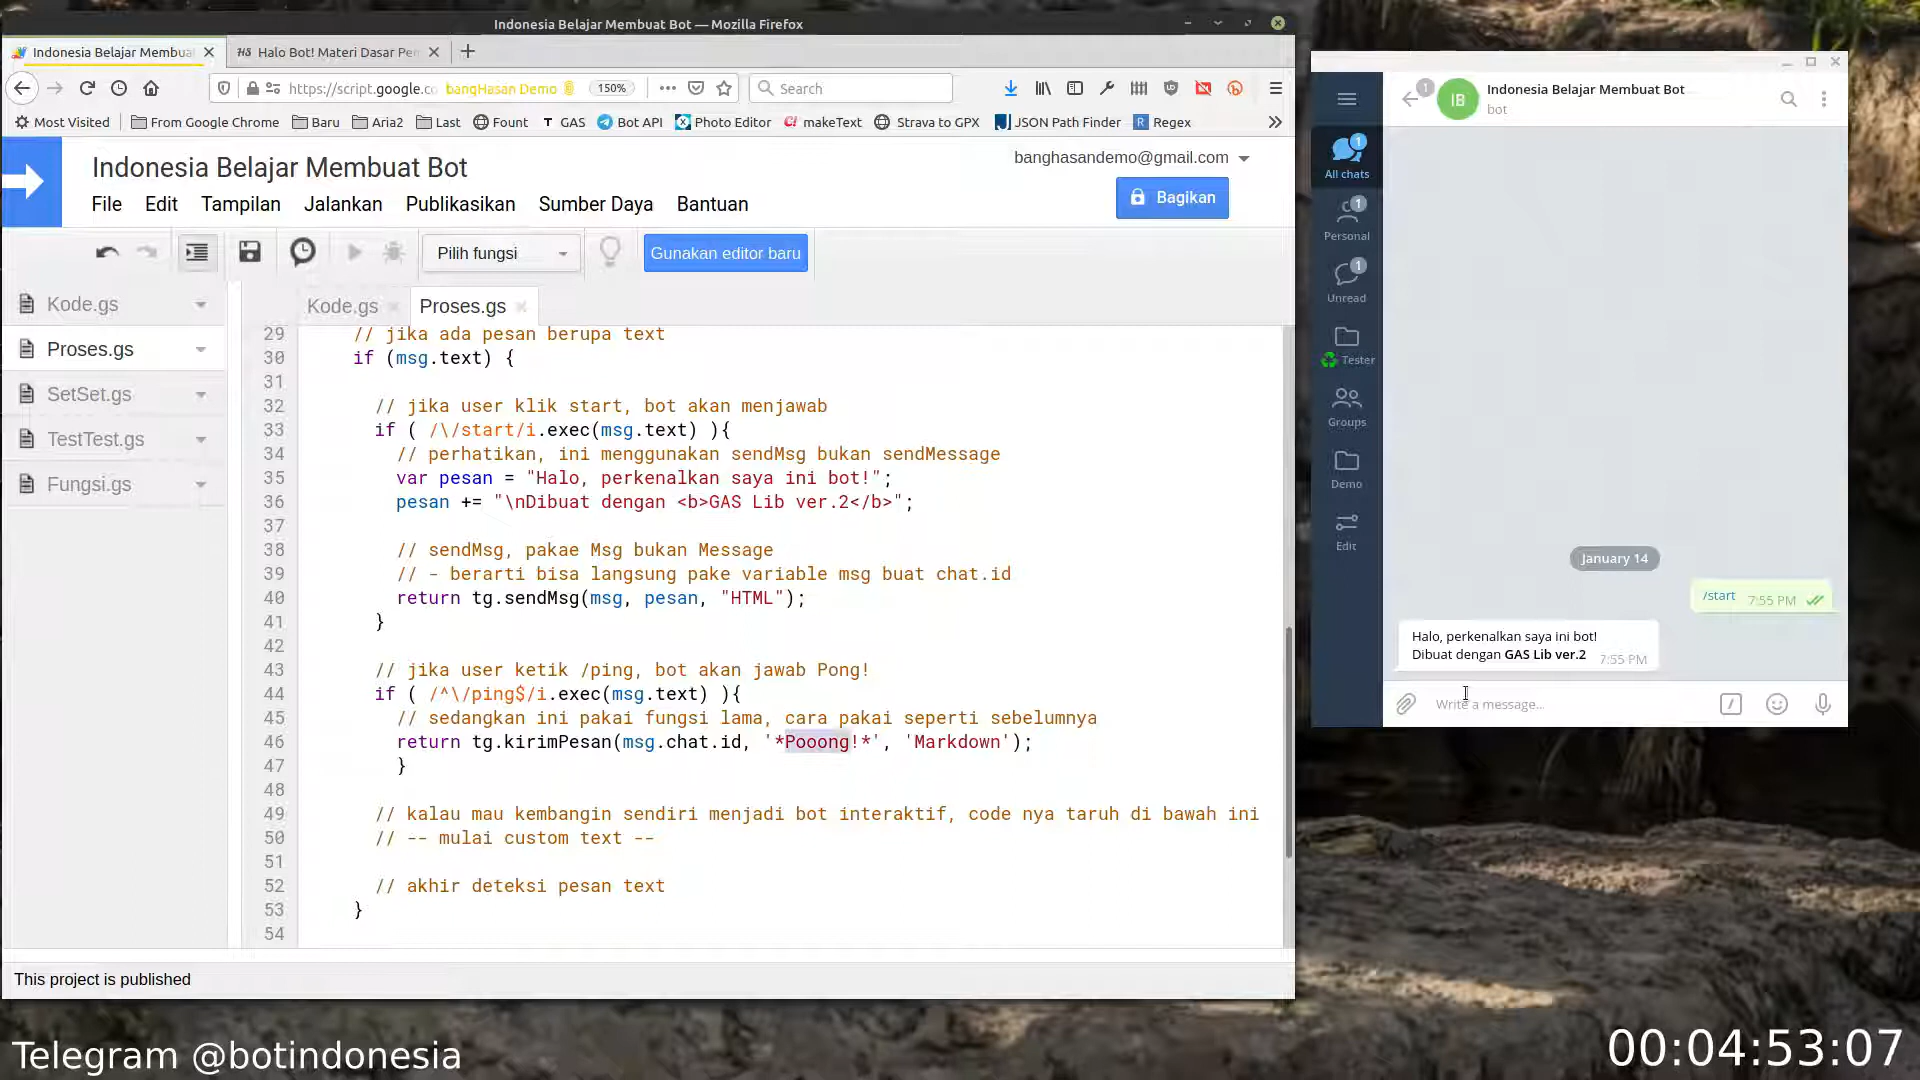 Indonesia Belajar Membuat Bot — Mozilla Firefox
Indonesia Belajar Membua
Halo Bot! Materi Dasar Pem
https://script.google.co
bangHasan Demo
150%
Search
Most Visited
From Google Chrome
Baru
Aria2
Last
Fount
GAS
Bot API
Photo Editor
makeText
Strava to GPX
JSON Path Finder
Regex
Indonesia Belajar Membuat Bot
banghasandemo@gmail.com
File Edit Tampilan Jalankan Publikasikan Sumber Daya Bantuan
Bagikan
Pilih fungsi
Gunakan editor baru
Kode.gs
Proses.gs
SetSet.gs
TestTest.gs
Fungsi.gs
Kode.gs
Proses.gs
29 // jika ada pesan berupa text
30 if (msg.text) {
31
32 // jika user klik start, bot akan menjawab
33 if ( /\/start/i.exec(msg.text) ){
34 // perhatikan, ini menggunakan sendMsg bukan sendMessage
35 var pesan = "Halo, perkenalkan saya ini bot!";
36 pesan += "\nDibuat dengan <b>GAS Lib ver.2</b>";
37
38 // sendMsg, pakae Msg bukan Message
39 // - berarti bisa langsung pake variable msg buat chat.id
40 return tg.sendMsg(msg, pesan, "HTML");
41 }
42
43 // jika user ketik /ping, bot akan jawab Pong!
44 if ( /^\/ping$/i.exec(msg.text) ){
45 // sedangkan ini pakai fungsi lama, cara pakai seperti sebelumnya
46 return tg.kirimPesan(msg.chat.id, '*Pooong!*', 'Markdown');
47 }
48
49 // kalau mau kembangin sendiri menjadi bot interaktif, code nya taruh di bawah ini
50 // -- mulai custom text --
51
52 // akhir deteksi pesan text
53 }
54
This project is published
1
Indonesia Belajar Membuat Bot
bot
1
All chats
1
Personal
1
Unread
Tester
Groups
Demo
Edit
IB
January 14
/start 7:55 PM
Halo, perkenalkan saya ini bot!
Dibuat dengan GAS Lib ver.2 7:55 PM
Write a message...
Telegram @botindonesia
00:04:53:07